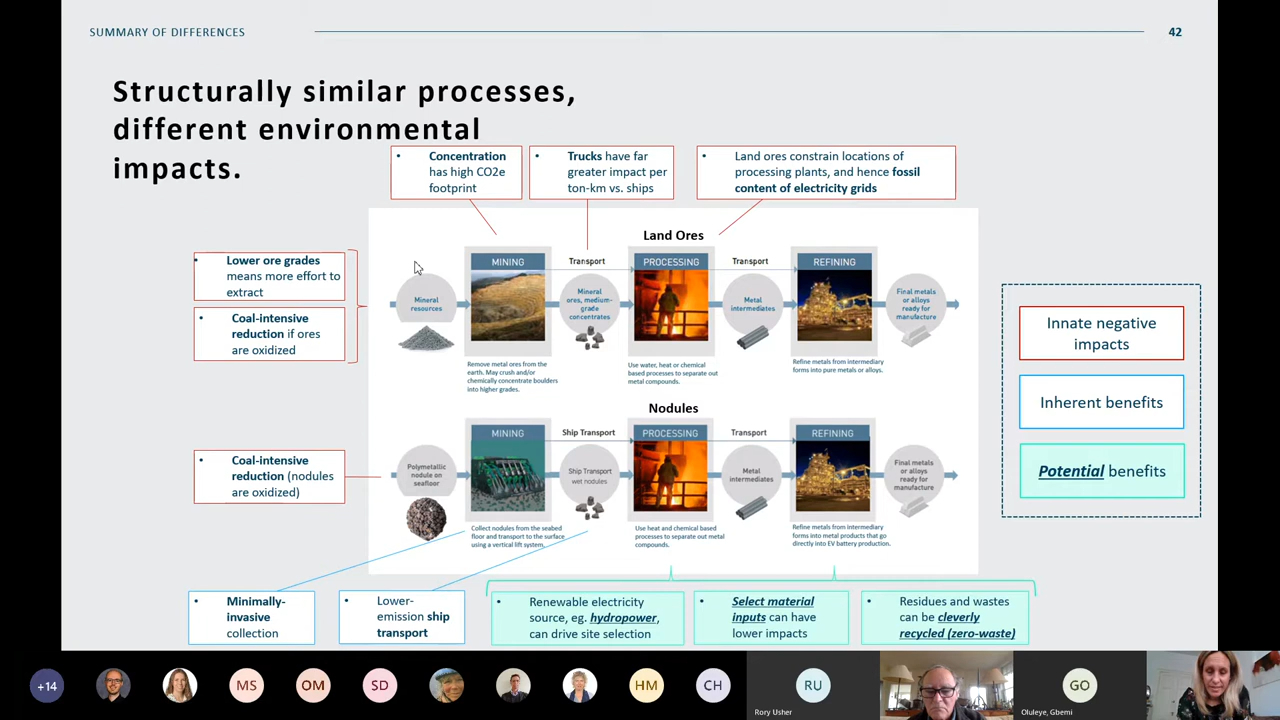 SUMMARY OF DIFFERENCES
42
Structurally similar processes,
different environmental
impacts.
• Concentration
has high CO2e
footprint
• Trucks have far
greater impact per
ton-km vs. ships
• Land ores constrain locations of
processing plants, and hence fossil
content of electricity grids
• Lower ore grades
means more effort to
extract
• Coal-intensive
reduction if ores
are oxidized
Land Ores
MINING
Transport
PROCESSING
Transport
REFINING
Mineral
resources
Mineral
ores, medium-
grade
concentrates
Metal
intermediates
Final metals
or alloys
ready for
manufacture
Remove metal ores from the
earth. May crush and/or
chemically concentrate boulders
into higher grades.
Use water, heat or chemical
based processes to separate out
metal compounds.
Refine metals from intermediary
forms into pure metals or alloys.
Innate negative
impacts
Inherent benefits
Potential benefits
Nodules
MINING
Ship Transport
PROCESSING
Transport
REFINING
• Coal-intensive
reduction (nodules
are oxidized)
Polymetallic
nodule on
seafloor
Ship Transport
wet nodules
Metal
intermediates
Final metals
or alloys
ready for
manufacture
Collect nodules from the seabed
floor and transport to the surface
using a vertical lift system.
Use heat and chemical based
processes to separate out metal
compounds.
Refine metals from intermediary
forms into metal products that go
directly into EV battery production.
• Minimally-
invasive
collection
• Lower-
emission ship
transport
• Renewable electricity
source, eg. hydropower,
can drive site selection
• Select material
inputs can have
lower impacts
• Residues and wastes
can be cleverly
recycled (zero-waste)
+14
MS
OM
SD
HM
CH
RU
GO
Rory Usher
Oluleye, Gbemi